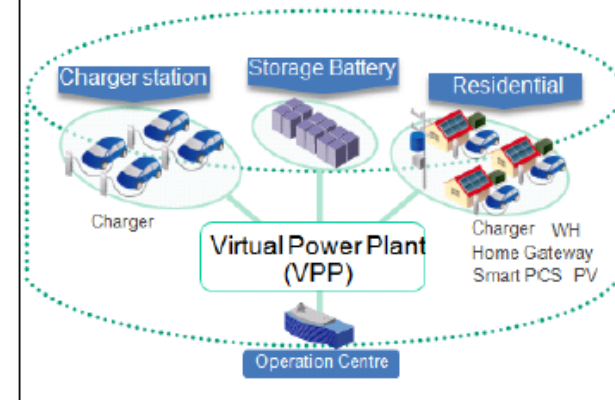 Charger station
Storage Battery
Residential
Charger
Charger WH
Home Gateway
Smart PCS PV
Virtual Power Plant
(VPP)
Operation Centre